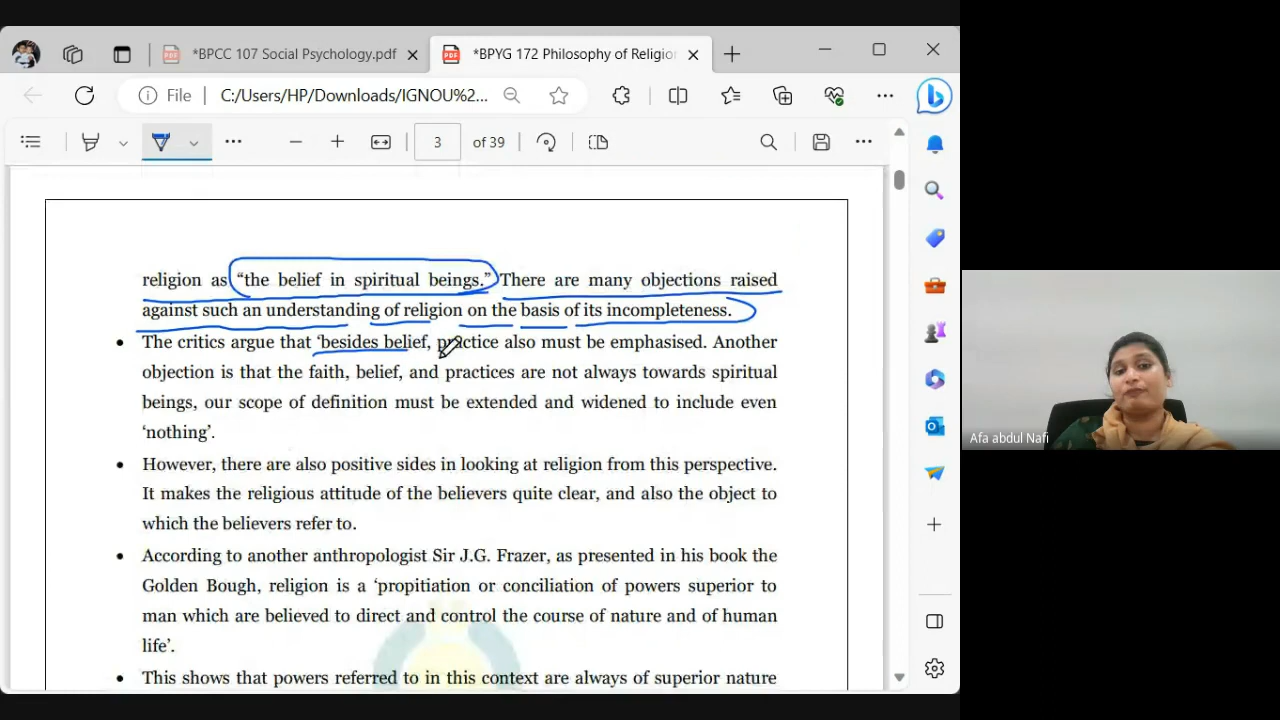 *BPCC 107 Social Psychology.pdf
*BPYG 172 Philosophy of Religio
File
C:/Users/HP/Downloads/IGNOU%2...
3
of 39
religion as “the belief in spiritual beings.” There are many objections raised
against such an understanding of religion on the basis of its incompleteness.
• The critics argue that ‘besides belief, practice also must be emphasised. Another
objection is that the faith, belief, and practices are not always towards spiritual
beings, our scope of definition must be extended and widened to include even
‘nothing’.
• However, there are also positive sides in looking at religion from this perspective.
It makes the religious attitude of the believers quite clear, and also the object to
which the believers refer to.
• According to another anthropologist Sir J.G. Frazer, as presented in his book the
Golden Bough, religion is a ‘propitiation or conciliation of powers superior to
man which are believed to direct and control the course of nature and of human
life’.
• This shows that powers referred to in this context are always of superior nature
Afa abdul Nafi